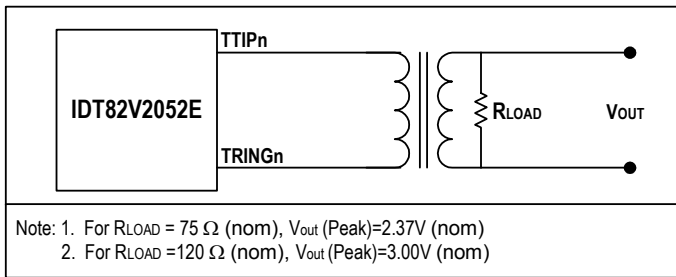 TTIPn
IDT82V2052E
RLOAD
VOUT
TRINGn
Note: 1. For RLOAD = 75 Ω (nom), Vout (Peak)=2.37V (nom)
2. For RLOAD =120 Ω (nom), Vout (Peak)=3.00V (nom)